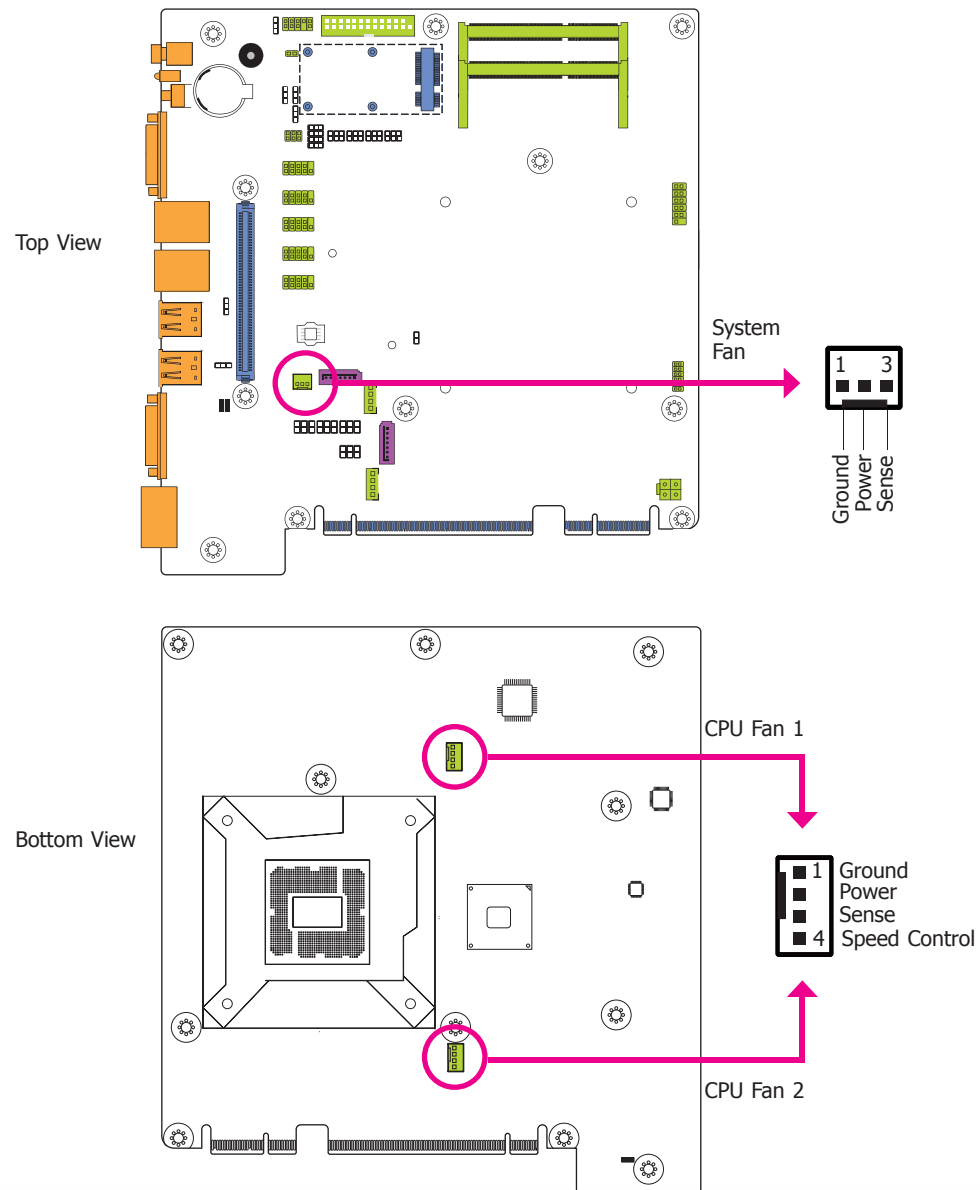 Top View
System
Fan
1 3
Ground
Power
Sense
CPU Fan 1
Bottom View
1 Ground
Power
Sense
4 Speed Control
CPU Fan 2